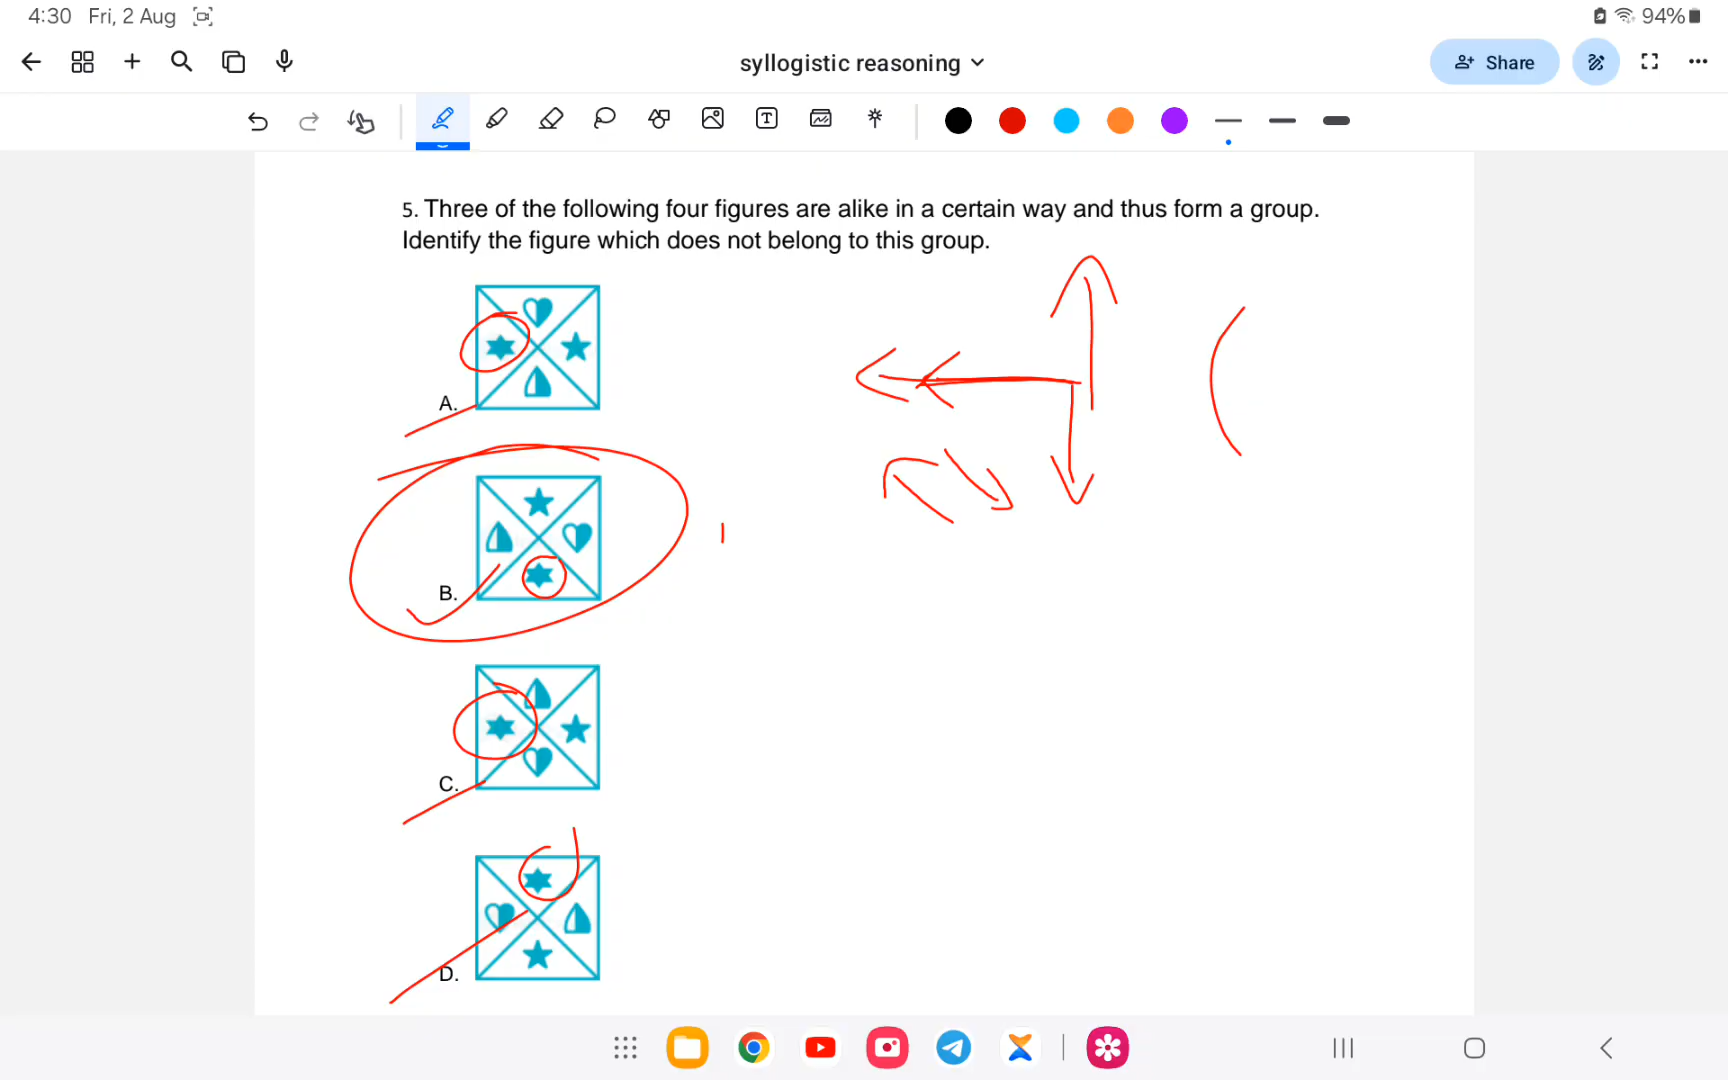 4:30 Fri, 2 Aug
94%
syllogistic reasoning
Share
5. Three of the following four figures are alike in a certain way and thus form a group.
Identify the figure which does not belong to this group.
A.
B.
C.
D.